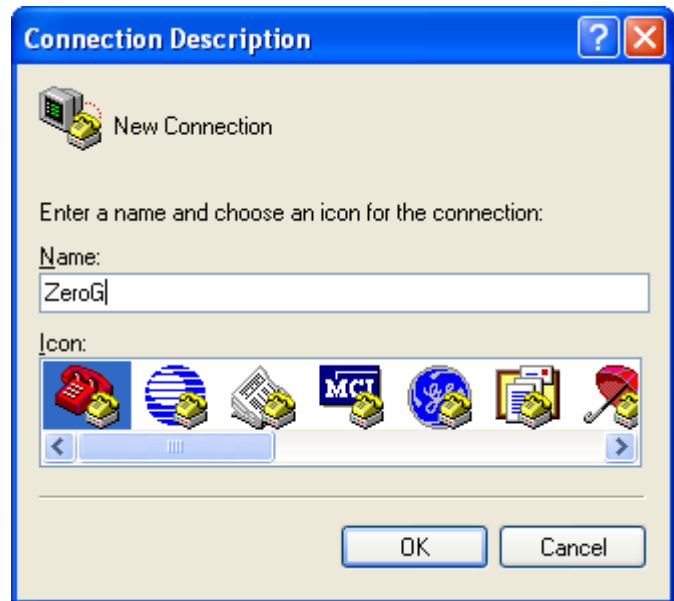 Connection Description
New Connection
Enter a name and choose an icon for the connection:
Name:
ZeroG
Icon:
MCI
OK Cancel